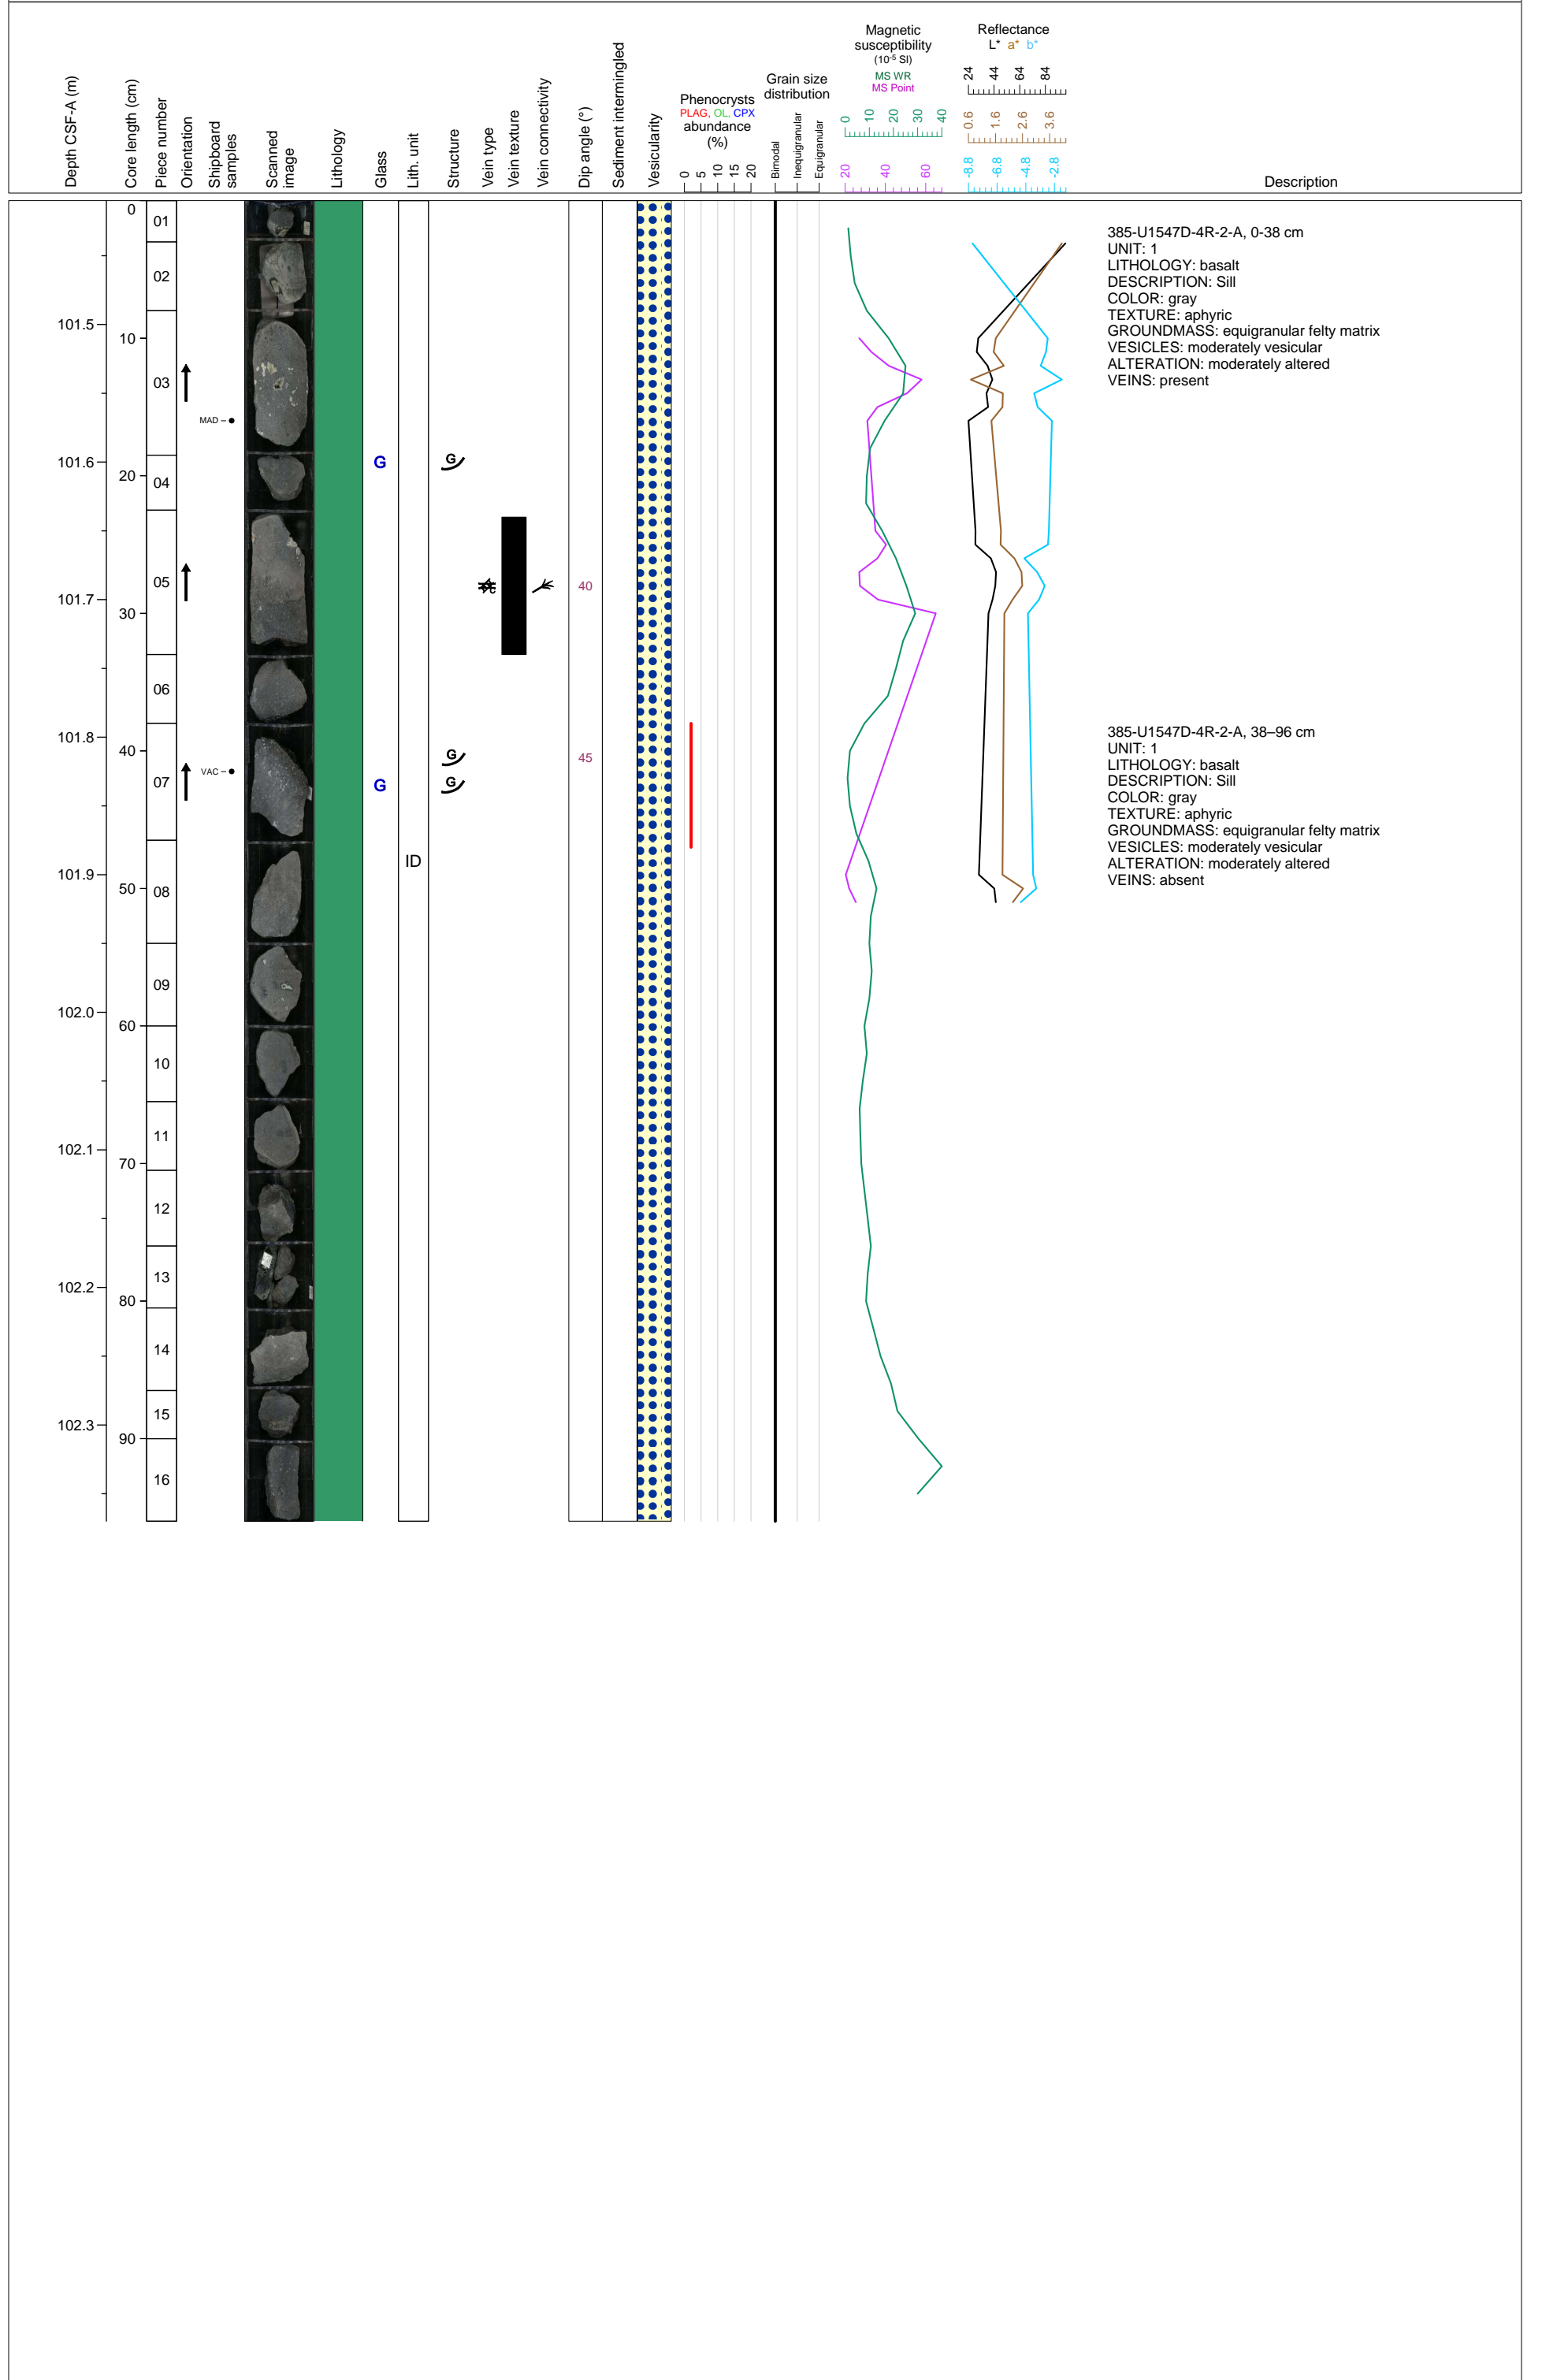 Depth CSF-A (m)
Core length (cm)
Piece number
Orientation
Shipboard
samples
Scanned
image
Lithology
Glass
Lith. unit
Structure
Vein type
Vein texture
Vein connectivity
Dip angle (°)
Sediment intermingled
Vesicularity
Phenocrysts
PLAG, OL, CPX
abundance
(%)
0 5 10 15 20
Grain size
distribution
Bimodal
Inequigranular
Equigranular
Magnetic
susceptibility
(10-5 SI)
MS WR
MS Point
0 10 20 30 40
20 40 60
Reflectance
L* a* b*
24 44 64 84
0.6 1.6 2.6 3.6
-8.8 -6.8 -4.8 -2.8
Description
0
10
20
30
40
50
60
70
80
90
101.5
101.6
101.7
101.8
101.9
102.0
102.1
102.2
102.3
01
02
03
04
05
06
07
08
09
10
11
12
13
14
15
16
MAD
VAC
G
G
ID
G
G
G
40
45
385-U1547D-4R-2-A, 0-38 cm
UNIT: 1
LITHOLOGY: basalt
DESCRIPTION: Sill
COLOR: gray
TEXTURE: aphyric
GROUNDMASS: equigranular felty matrix
VESICLES: moderately vesicular
ALTERATION: moderately altered
VEINS: present
385-U1547D-4R-2-A, 38–96 cm
UNIT: 1
LITHOLOGY: basalt
DESCRIPTION: Sill
COLOR: gray
TEXTURE: aphyric
GROUNDMASS: equigranular felty matrix
VESICLES: moderately vesicular
ALTERATION: moderately altered
VEINS: absent